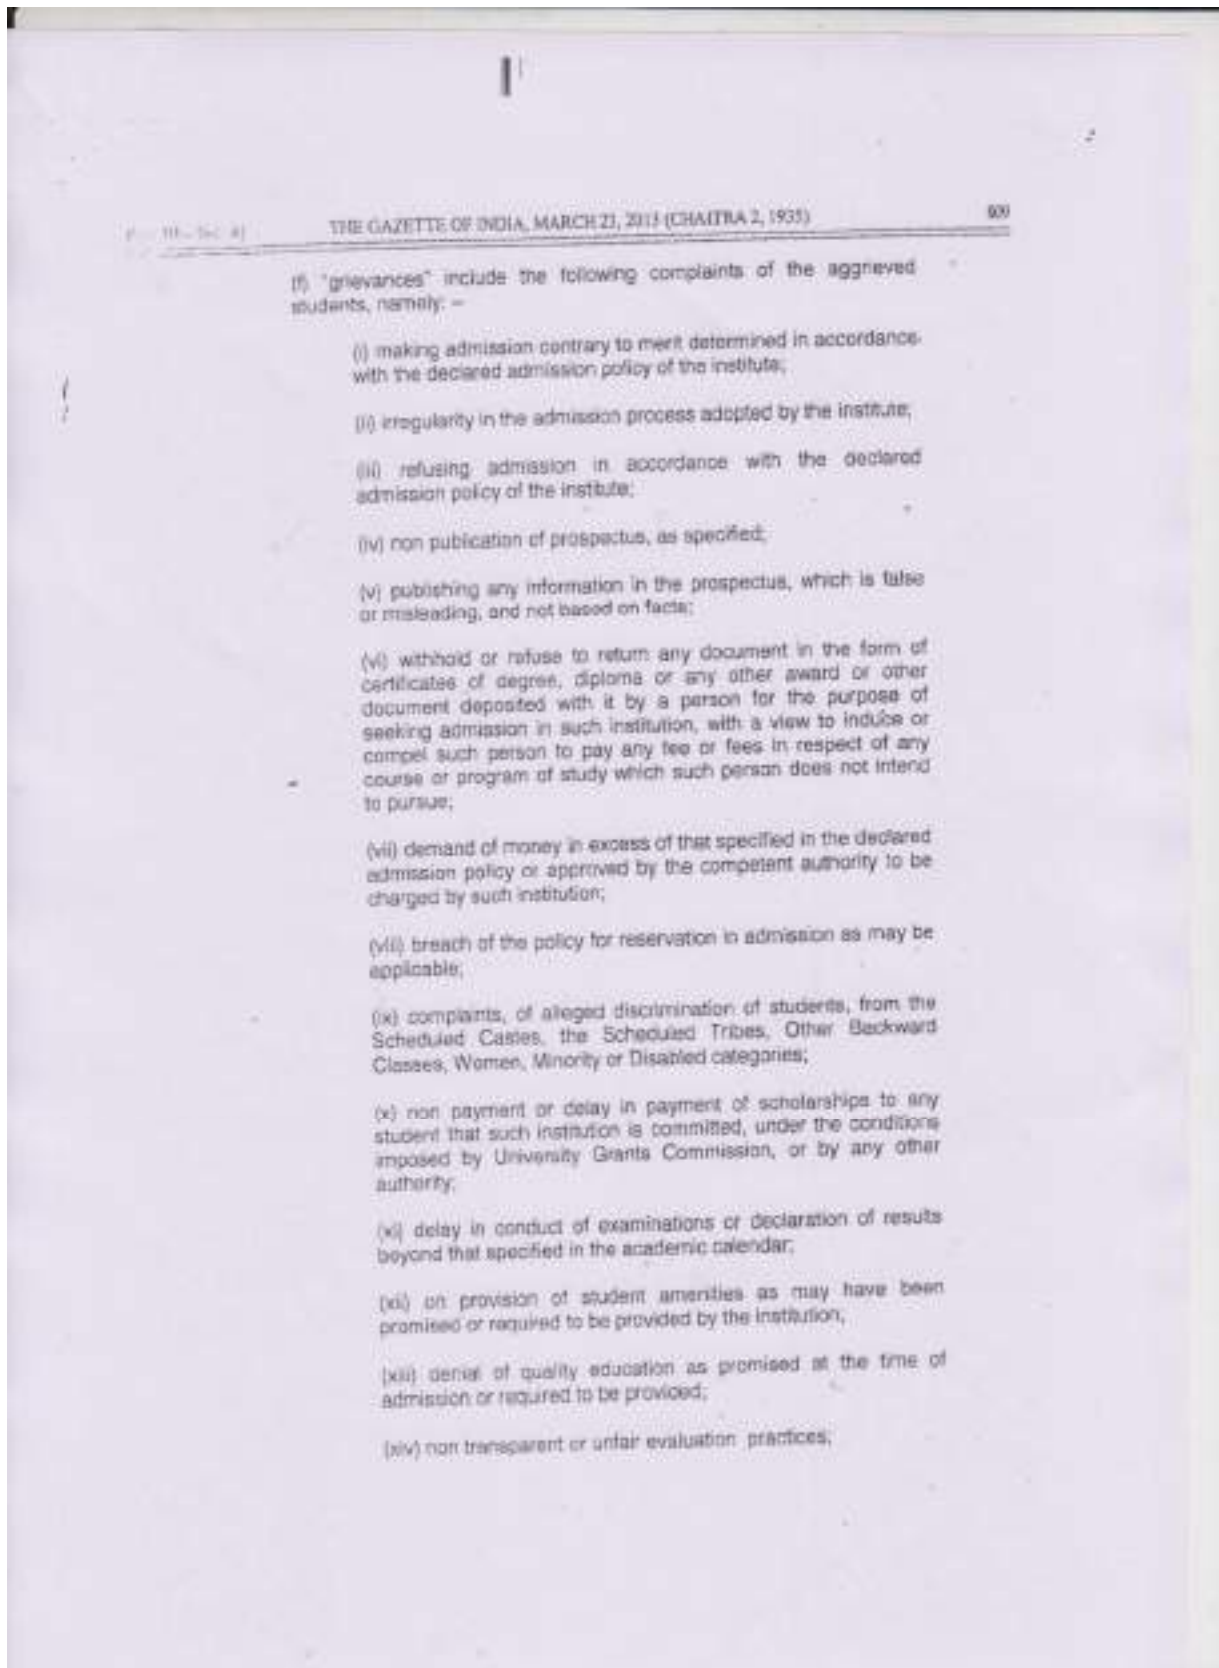 THE GAZETTE OF INDIA, MARCH 23, 2013 (CHAITRA 2, 1935)
(f) "grievances" include the following complaints of the aggrieved
students, namely: –
(i) making admission contrary to merit determined in accordance
with the declared admission policy of the institute;
(ii) irregularity in the admission process adopted by the institute;
(iii) refusing admission in accordance with the declared
admission policy of the institute;
(iv) non publication of prospectus, as specified;
(v) publishing any information in the prospectus, which is false
or misleading, and not based on facts;
(vi) withhold or refuse to return any document in the form of
certificates of degree, diploma or any other award or other
document deposited with it by a person for the purpose of
seeking admission in such institution, with a view to induce or
compel such person to pay any fee or fees in respect of any
course or program of study which such person does not intend
to pursue;
(vii) demand of money in excess of that specified in the declared
admission policy or approved by the competent authority to be
charged by such institution;
(viii) breach of the policy for reservation in admission as may be
applicable;
(ix) complaints, of alleged discrimination of students, from the
Scheduled Castes, the Scheduled Tribes, Other Backward
Classes, Women, Minority or Disabled categories;
(x) non payment or delay in payment of scholarships to any
student that such institution is committed, under the conditions
imposed by University Grants Commission, or by any other
authority;
(xi) delay in conduct of examinations or declaration of results
beyond that specified in the academic calendar;
(xii) on provision of student amenities as may have been
promised or required to be provided by the institution;
(xiii) denial of quality education as promised at the time of
admission or required to be provided;
(xiv) non transparent or unfair evaluation practices;